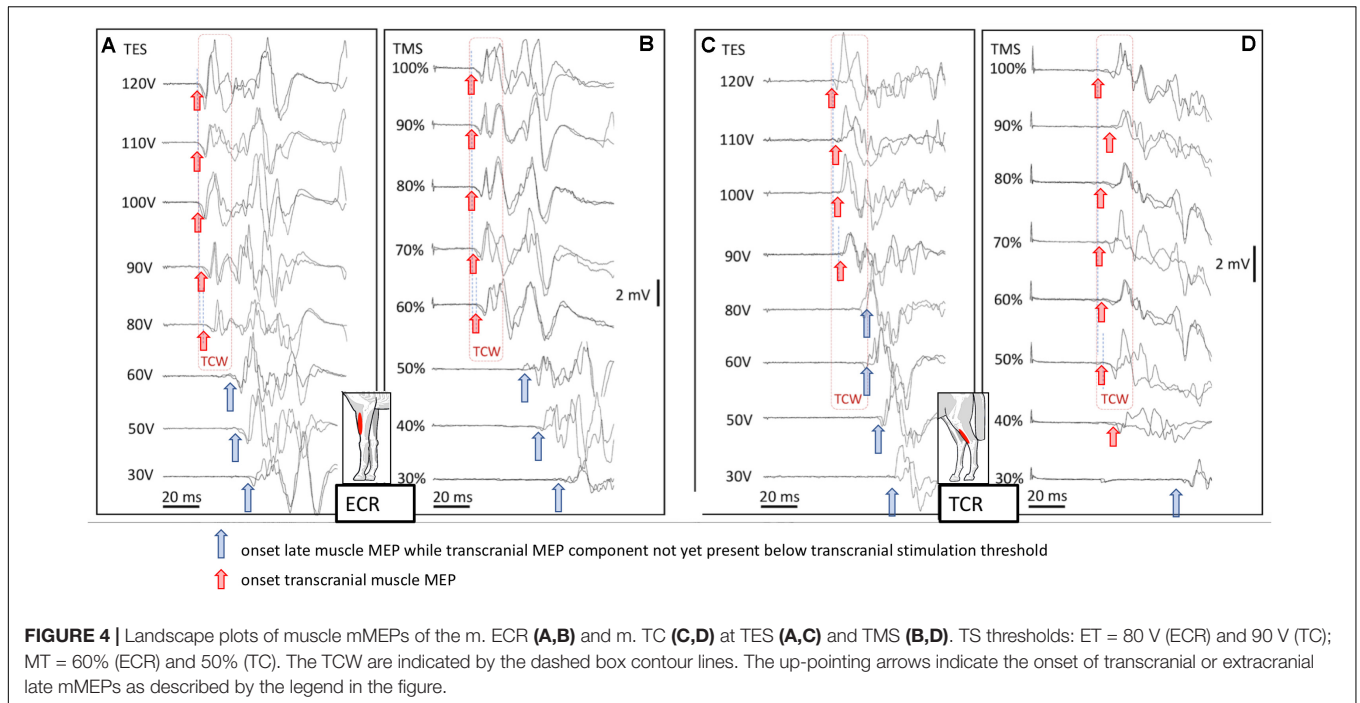 A
TES
120V
110V
100V
90V
80V
TCW
60V
50V
30V
20 ms
B
TMS
100%
90%
80%
70%
60%
2 mV
TCW
50%
40%
30%
20 ms
ECR
C
TES
120V
110V
100V
90V
80V
60V
TCW
50V
30V
20 ms
D
TMS
100%
90%
80%
70%
2 mV
60%
50%
TCW
40%
30%
20 ms
TCR
onset late muscle MEP while transcranial MEP component not yet present below transcranial stimulation threshold
onset transcranial muscle MEP
FIGURE 4 | Landscape plots of muscle mMEPs of the m. ECR (A,B) and m. TC (C,D) at TES (A,C) and TMS (B,D). TS thresholds: ET = 80 V (ECR) and 90 V (TC);
MT = 60% (ECR) and 50% (TC). The TCW are indicated by the dashed box contour lines. The up-pointing arrows indicate the onset of transcranial or extracranial
late mMEPs as described by the legend in the figure.